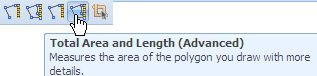 Total Area and Length (Advanced)
Measures the area of the polygon you draw with more
details.